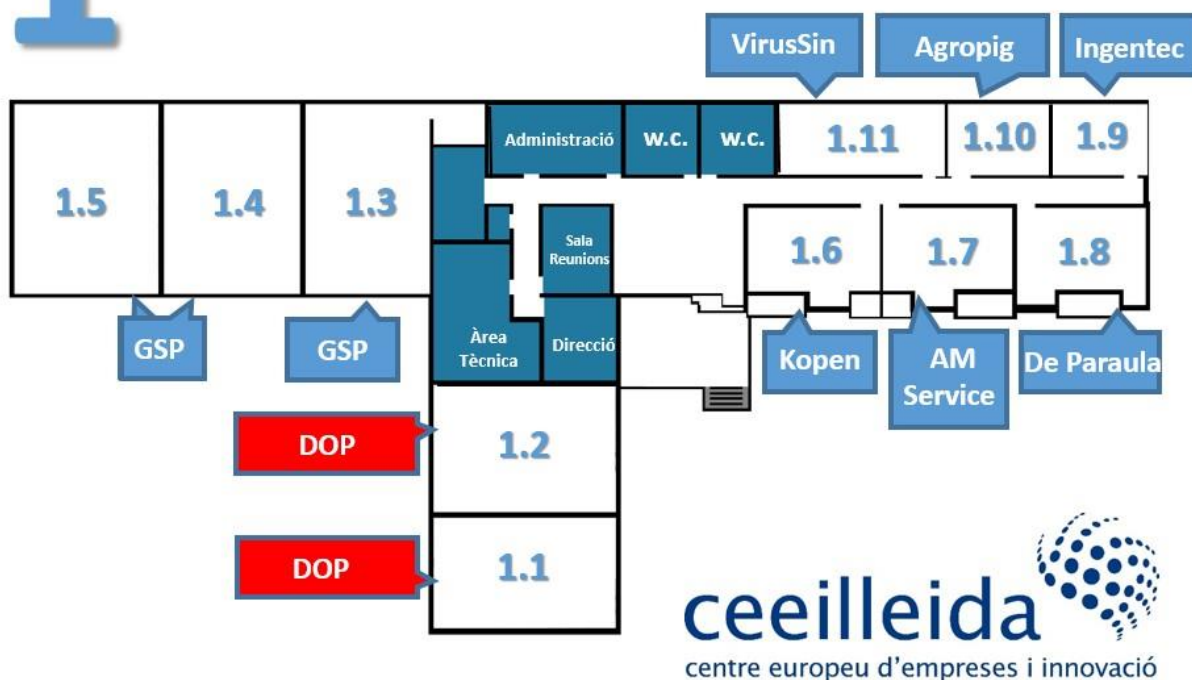 1
VirusSin
Agropig
Ingentec
Administració
W.C.
W.C.
1.11
1.10
1.9
1.5
1.4
1.3
Sala
Reunions
1.6
1.7
1.8
GSP
GSP
Àrea
Tècnica
Direcció
Kopen
AM
Service
De Paraula
DOP
1.2
DOP
1.1
ceeilleida
centre europeu d'empreses i innovació